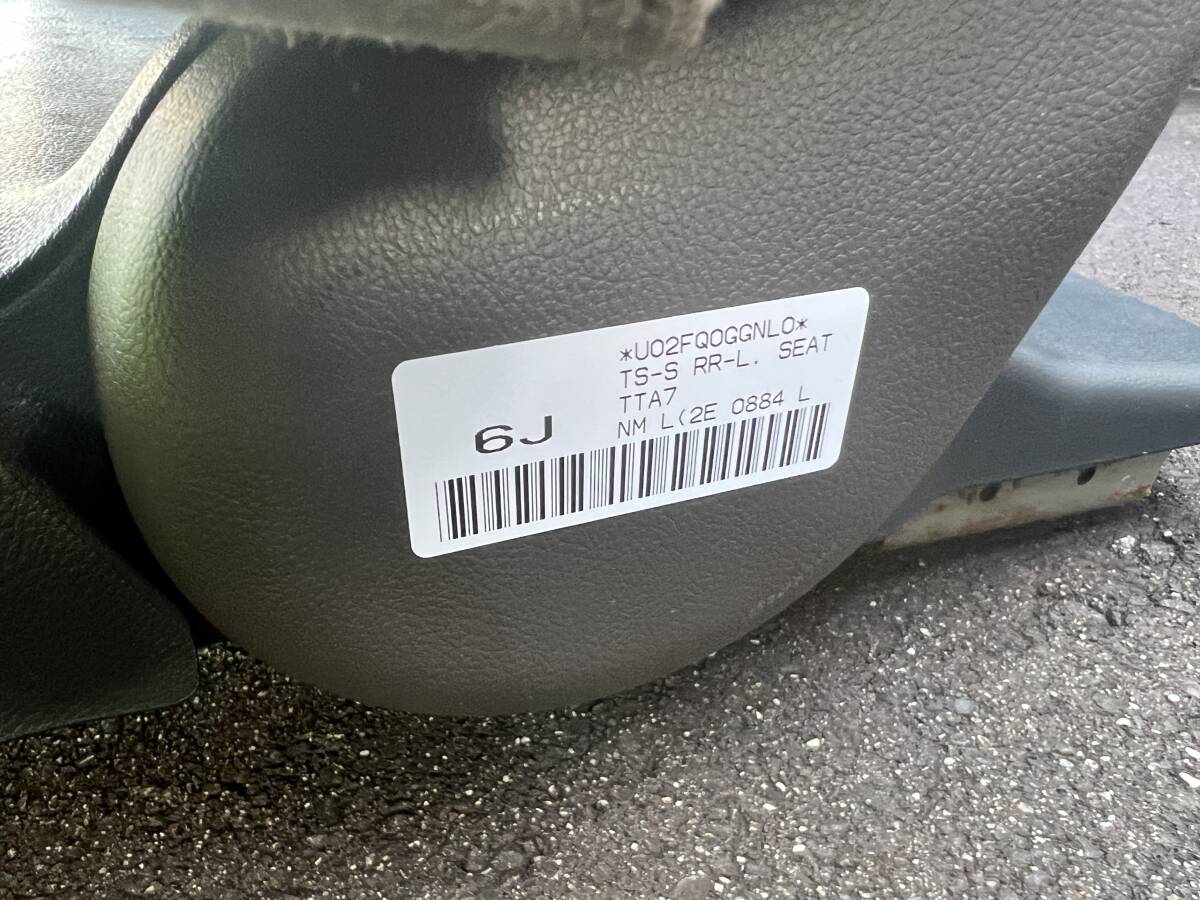 *U02FQ0GGNL0*
TS-S RR-L. SEAT
TTA7
NM L(2E 0884 L
6J